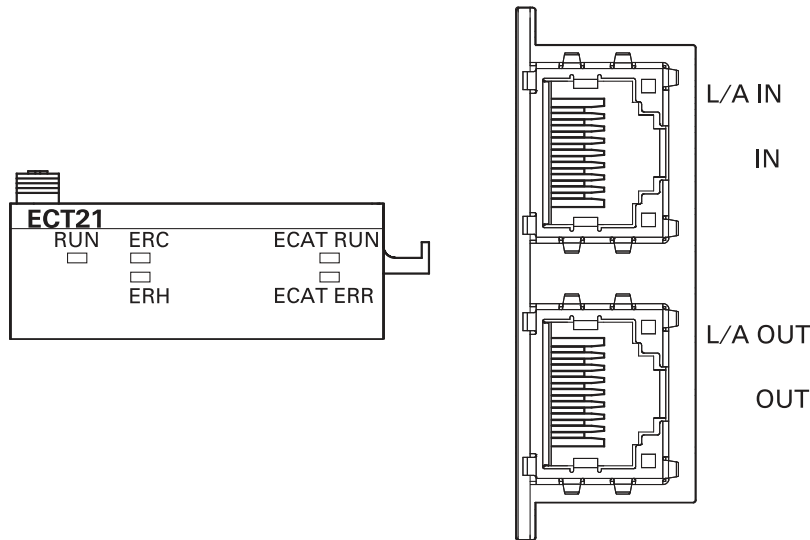 ECT21
RUN ERC ECAT RUN
ERH ECAT ERR
L/A IN
IN
L/A OUT
OUT